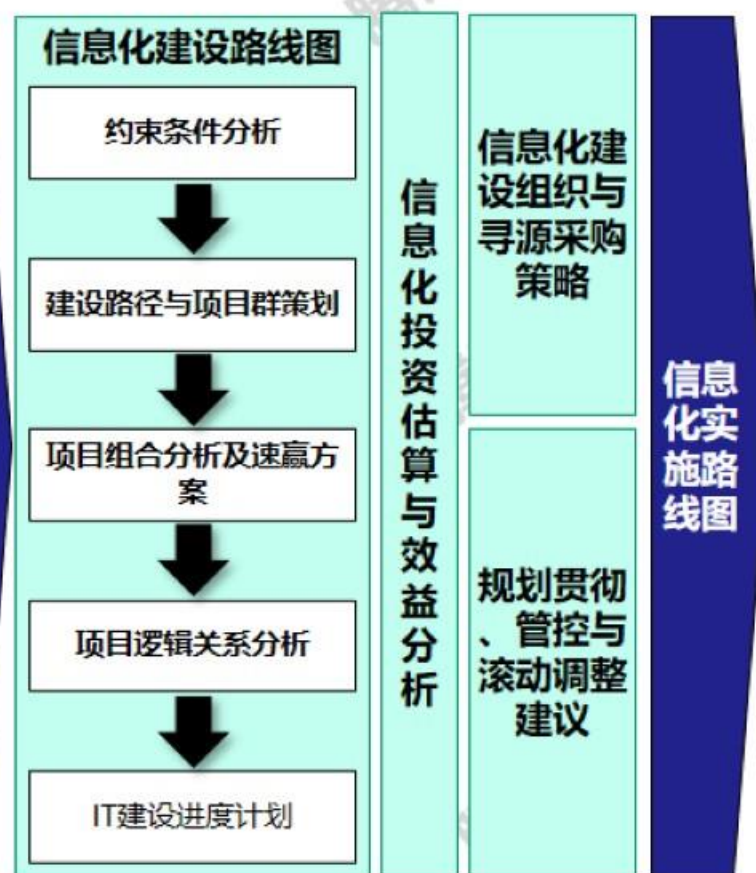 信息化建设路线图
约束条件分析
建设路径与项目群策划
项目组合分析及速赢方
案
项目逻辑关系分析
IT建设进度计划
信息化投资估算与效益分析
信息化建
设组织与
寻源采购
策略
规划贯彻
、管控与
滚动调整
建议
信息
化实
施路
线图